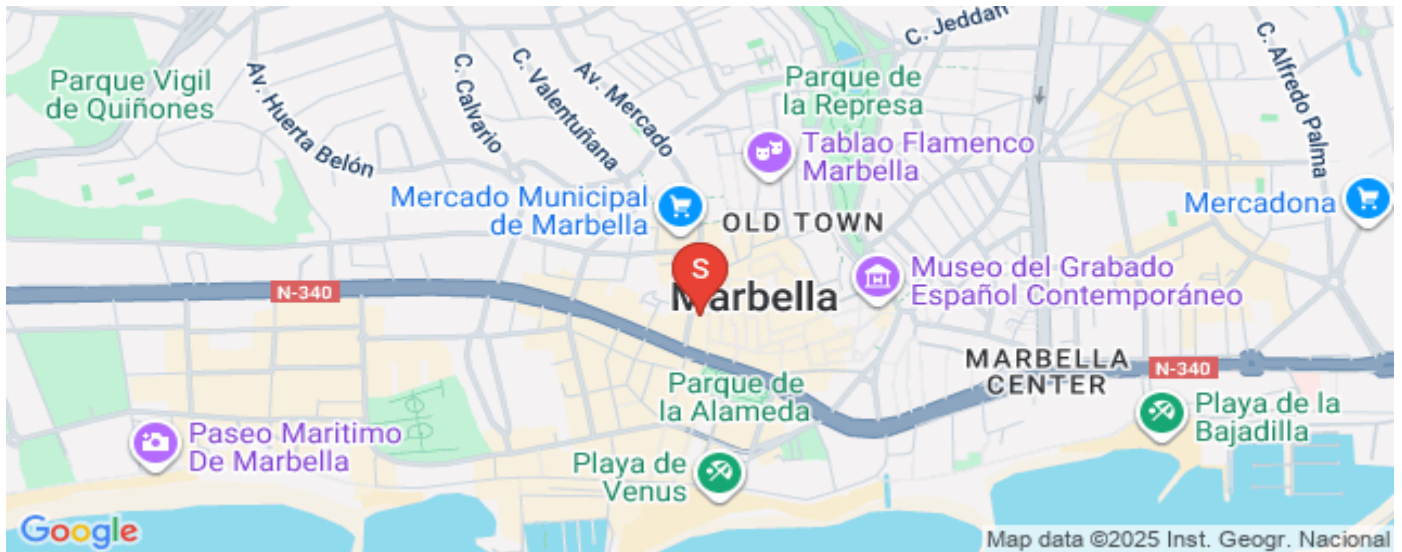 C. Jeddah
C. Alfredo Palma
Parque Vigil
de Quiñones
Av. Huerta Belón
C. Calvario
C. Valentuñana
Av. Mercado
Parque de
la Represa
Tablao Flamenco
Marbella
Mercado Municipal
de Marbella
OLD TOWN
Mercadona
S
Marbella
Museo del Grabado
Español Contemporáneo
N-340
MARBELLA
CENTER
N-340
Parque de
la Alameda
Playa de la
Bajadilla
Paseo Maritimo
De Marbella
Playa de
Venus
Google
Map data ©2025 Inst. Geogr. Nacional